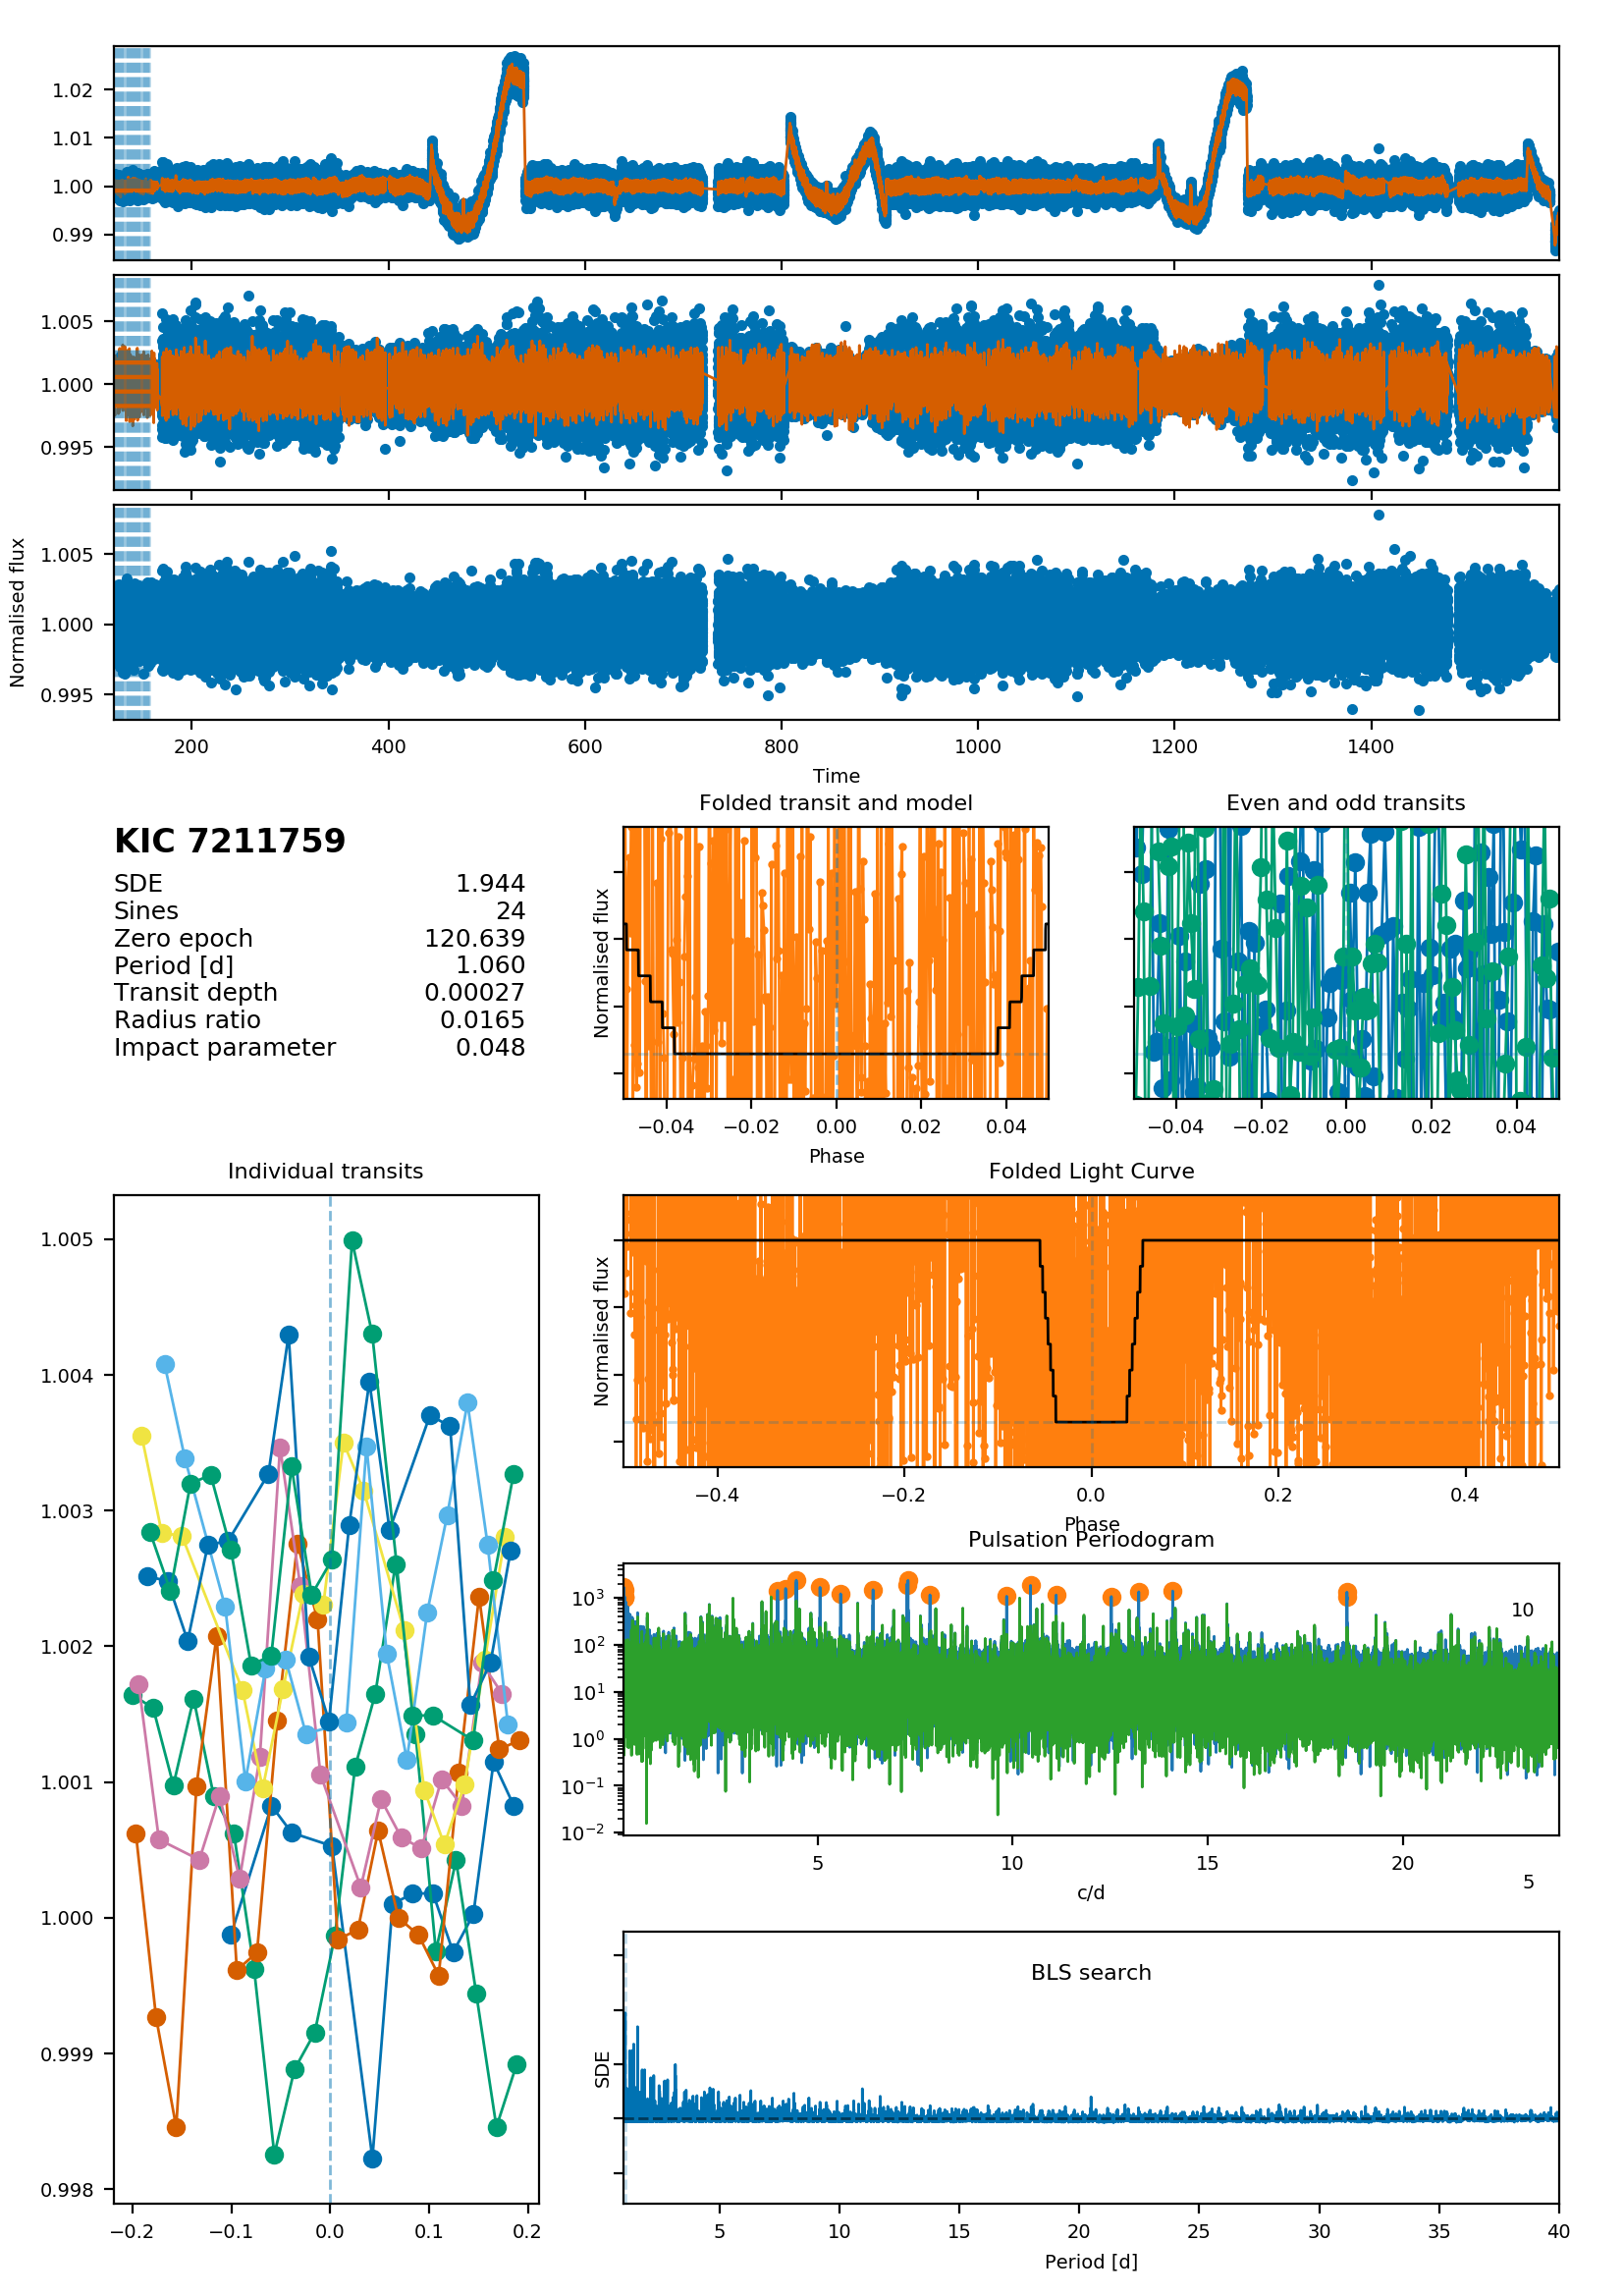 1.02
1.01
1.00
0.99
1.005
1.000
0.995
1.005
1.000
0.995
Normalised flux
200 400 600 800 1000 1200 1400
Time
KIC 7211759
SDE 1.944
Sines 24
Zero epoch 120.639
Period [d] 1.060
Transit depth 0.00027
Radius ratio 0.0165
Impact parameter 0.048
Folded transit and model
Normalised flux
−0.04 −0.02 0.00 0.02 0.04
Phase
Even and odd transits
−0.04 −0.02 0.00 0.02 0.04
Individual transits
1.005
1.004
1.003
1.002
1.001
1.000
0.999
0.998
−0.2 −0.1 0.0 0.1 0.2
Folded Light Curve
Normalised flux
−0.4 −0.2 0.0 0.2 0.4
Phase
Pulsation Periodogram
10³
10²
10¹
10⁰
10⁻¹
10⁻²
10
5 10 15 20
5
c/d
BLS search
SDE
5 10 15 20 25 30 35 40
Period [d]